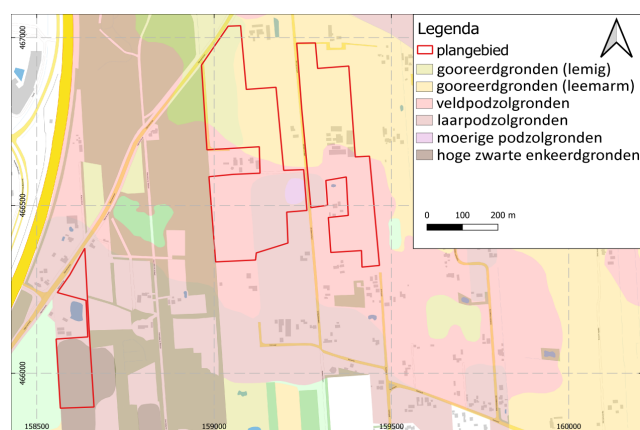 467000
466500
466000
158500
159000
159500
160000
Legenda
plangebied
gooreerdgronden (lemig)
gooreerdgronden (leemarm)
veldpodzolgronden
laarpodzolgronden
moerige podzolgronden
hoge zwarte enkeerdgronden
0 100 200 m